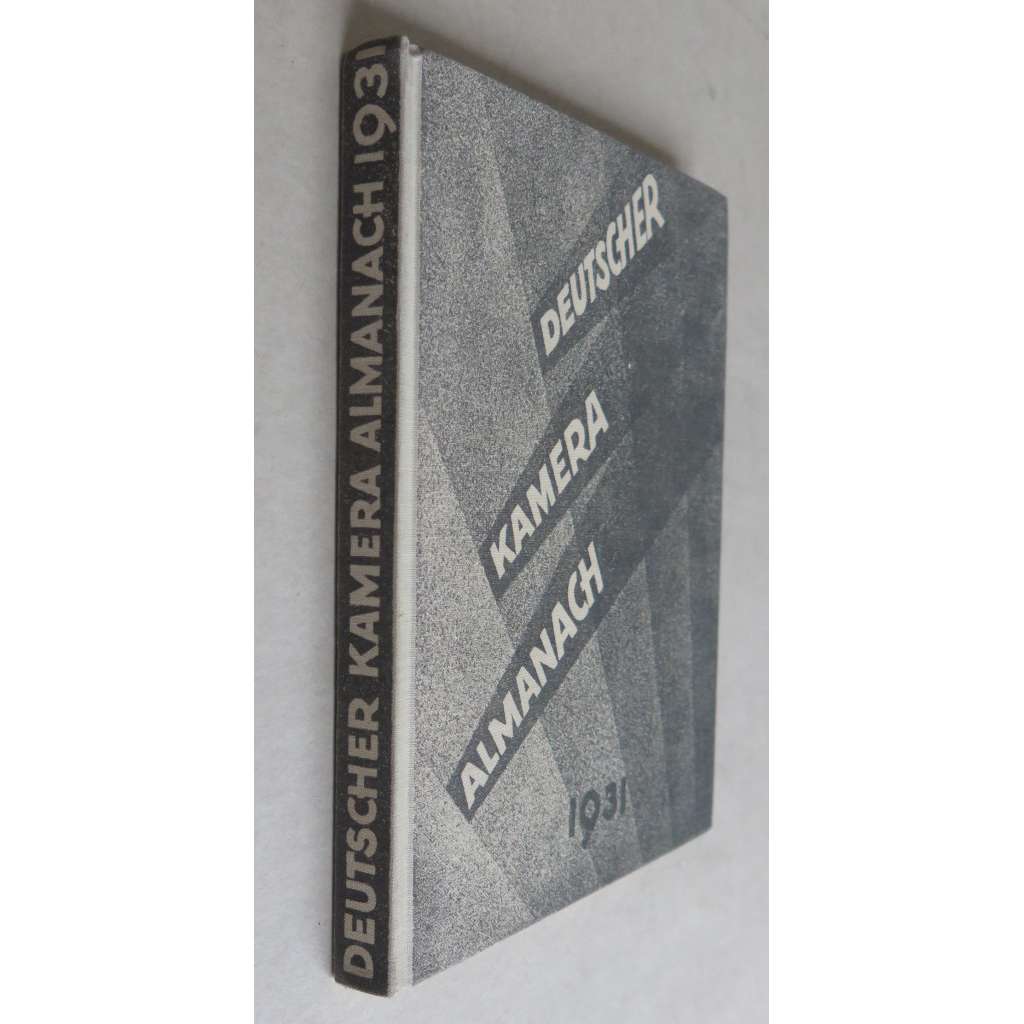 DEUTSCHER KAMERA ALMANACH 1931
DEUTSCHER
KAMERA
ALMANACH
1931